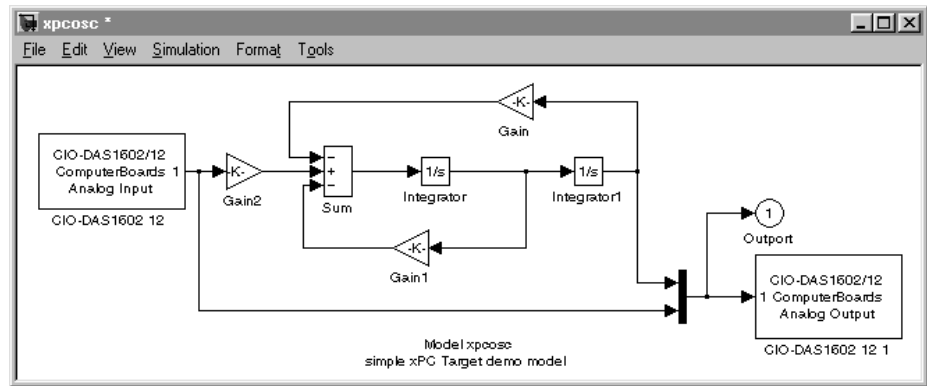 xpcosc *
File Edit View Simulation Format Tools
-K-
Gain
CIO-DAS1602/12
ComputerBoards 1
Analog Input
CIO-DAS1602 12
-K-
Gain2
−
+
−
Sum
1/s
Integrator
1/s
Integrator1
-K-
Gain1
1
Outport
CIO-DAS1602/12
1 ComputerBoards
Analog Output
CIO-DAS1602 12 1
Model xpcosc
simple xPC Target demo model